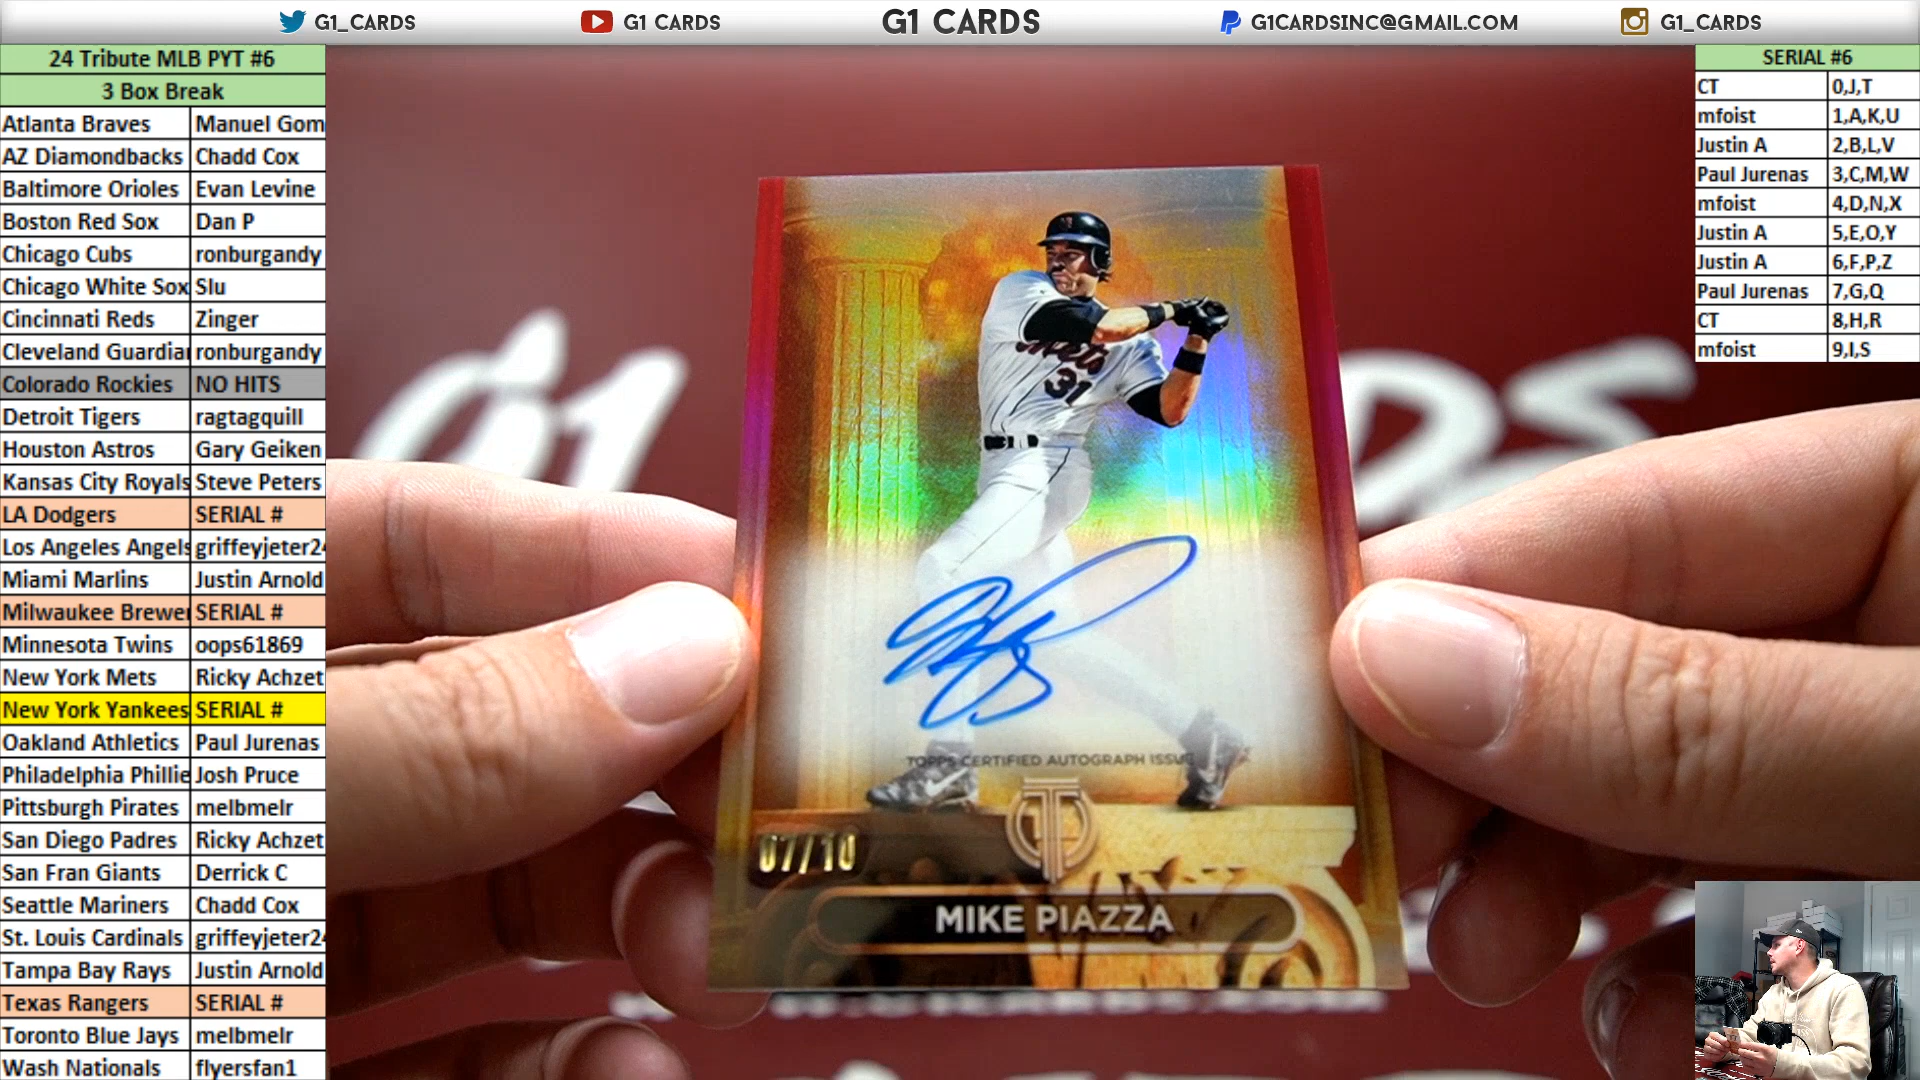 G1_CARDS
G1 CARDS
G1 CARDS
G1CARDSINC@GMAIL.COM
G1_CARDS
24 Tribute MLB PYT #6
3 Box Break
Atlanta Braves Manuel Gom
AZ Diamondbacks Chadd Cox
Baltimore Orioles Evan Levine
Boston Red Sox Dan P
Chicago Cubs ronburgandy
Chicago White Sox Slu
Cincinnati Reds Zinger
Cleveland Guardia ronburgandy
Colorado Rockies NO HITS
Detroit Tigers ragtagquill
Houston Astros Gary Geiken
Kansas City Royals Steve Peters
LA Dodgers SERIAL #
Los Angeles Angels griffeyjeter24
Miami Marlins Justin Arnold
Milwaukee Brewer SERIAL #
Minnesota Twins oops61869
New York Mets Ricky Achzet
New York Yankees SERIAL #
Oakland Athletics Paul Jurenas
Philadelphia Phillie Josh Pruce
Pittsburgh Pirates melbmelr
San Diego Padres Ricky Achzet
San Fran Giants Derrick C
Seattle Mariners Chadd Cox
St. Louis Cardinals griffeyjeter24
Tampa Bay Rays Justin Arnold
Texas Rangers SERIAL #
Toronto Blue Jays melbmelr
Wash Nationals flyersfan1
SERIAL #6
CT 0,J,T
mfoist 1,A,K,U
Justin A 2,B,L,V
Paul Jurenas 3,C,M,W
mfoist 4,D,N,X
Justin A 5,E,O,Y
Justin A 6,F,P,Z
Paul Jurenas 7,G,Q
CT 8,H,R
mfoist 9,I,S
Mets
31
TOPPS CERTIFIED AUTOGRAPH ISSUE
07/10
MIKE PIAZZA